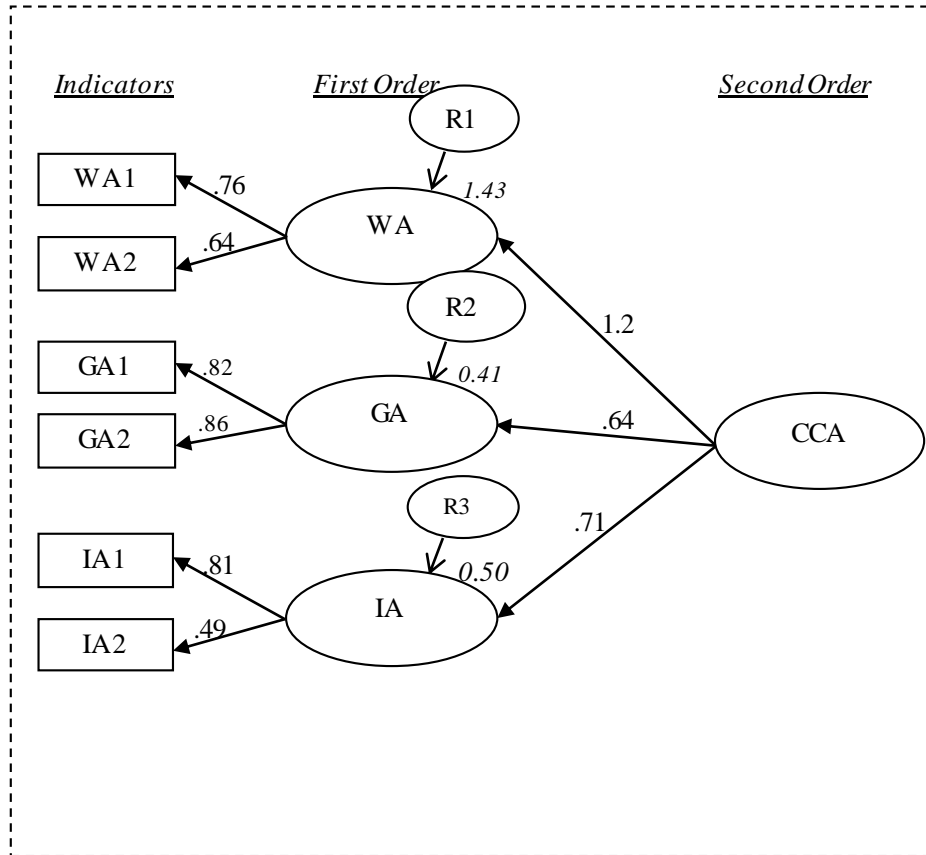 Indicators First Order Second Order
R1
WA1 .76 1.43
WA
WA2 .64
R2
1.2
GA1 .82 0.41
GA .64 CCA
GA2 .86
R3
.71
IA1 .81 0.50
IA
IA2 .49